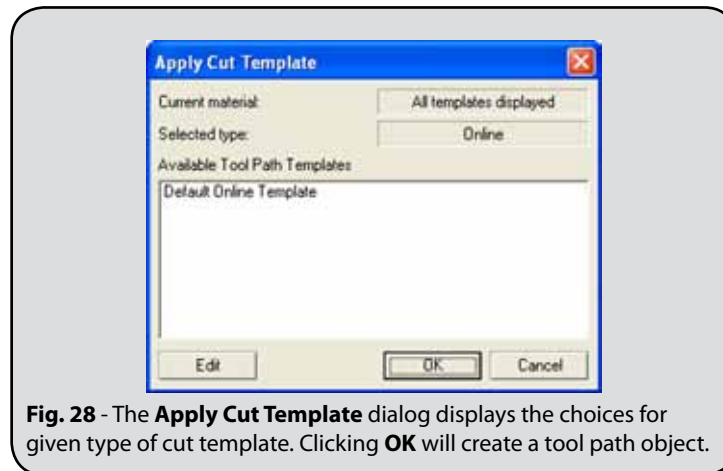 Apply Cut Template
Current material: All templates displayed
Selected type: Online
Available Tool Path Templates
Default Online Template
Edit OK Cancel
Fig. 28 - The Apply Cut Template dialog displays the choices for
given type of cut template. Clicking OK will create a tool path object.